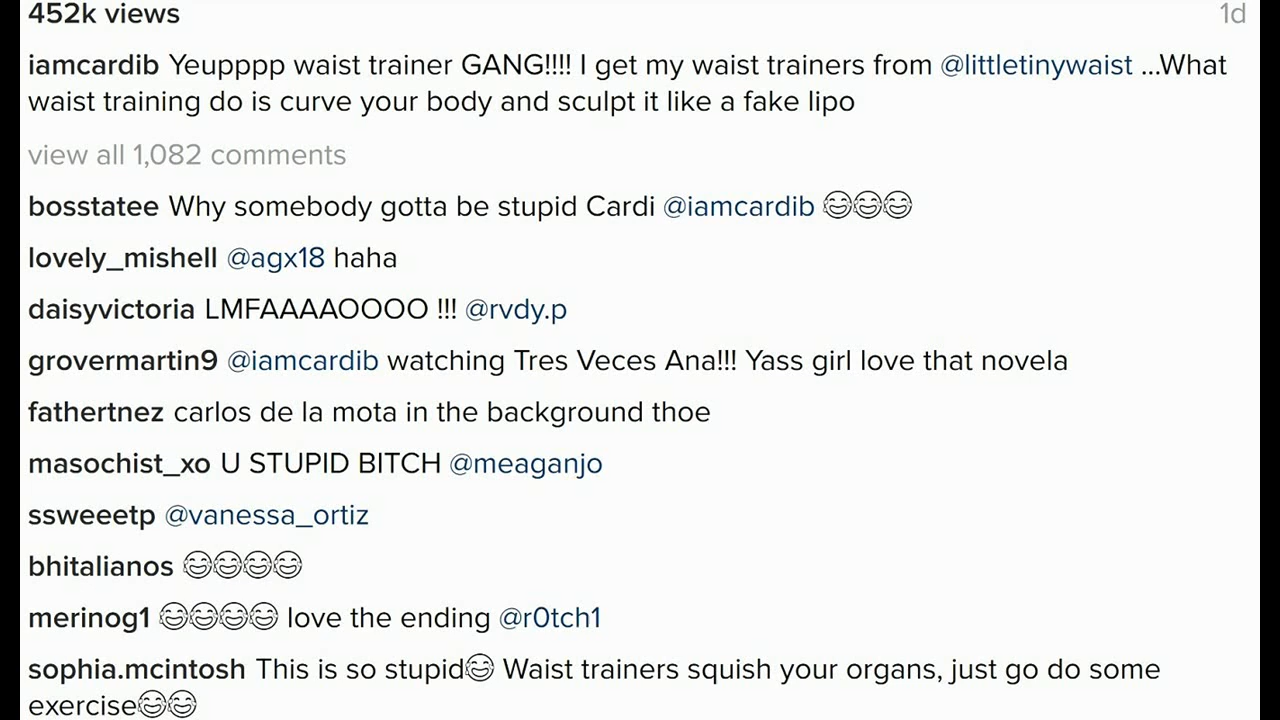 452k views 1d
iamcardib Yeupppp waist trainer GANG!!!! I get my waist trainers from @littletinywaist ...What
waist training do is curve your body and sculpt it like a fake lipo
view all 1,082 comments
bosstatee Why somebody gotta be stupid Cardi @iamcardib 😂😂😂
lovely_mishell @agx18 haha
daisyvictoria LMFAAAAOOOO !!! @rvdy.p
grovermartin9 @iamcardib watching Tres Veces Ana!!! Yass girl love that novela
fathertnez carlos de la mota in the background thoe
masochist_xo U STUPID BITCH @meaganjo
ssweeetp @vanessa_ortiz
bhitalianos 😂😂😂😂
merinog1 😂😂😂😂 love the ending @r0tch1
sophia.mcintosh This is so stupid😂 Waist trainers squish your organs, just go do some
exercise😂😂